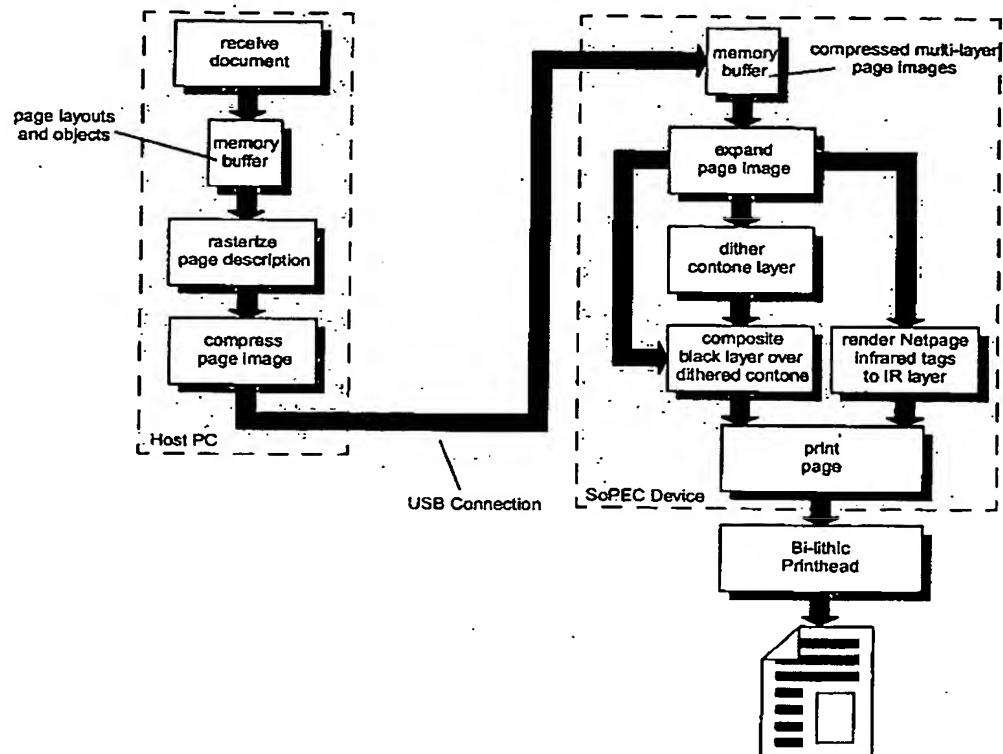 receive
document
page layouts
and objects
memory
buffer
rasterize
page description
compress
page image
Host PC
USB Connection
memory
buffer
compressed multi-layer
page images
expand
page image
dither
contone layer
composite
black layer over
dithered contone
render Netpage
infrared tags
to IR layer
print
page
SoPEC Device
Bi-lithic
Printhead